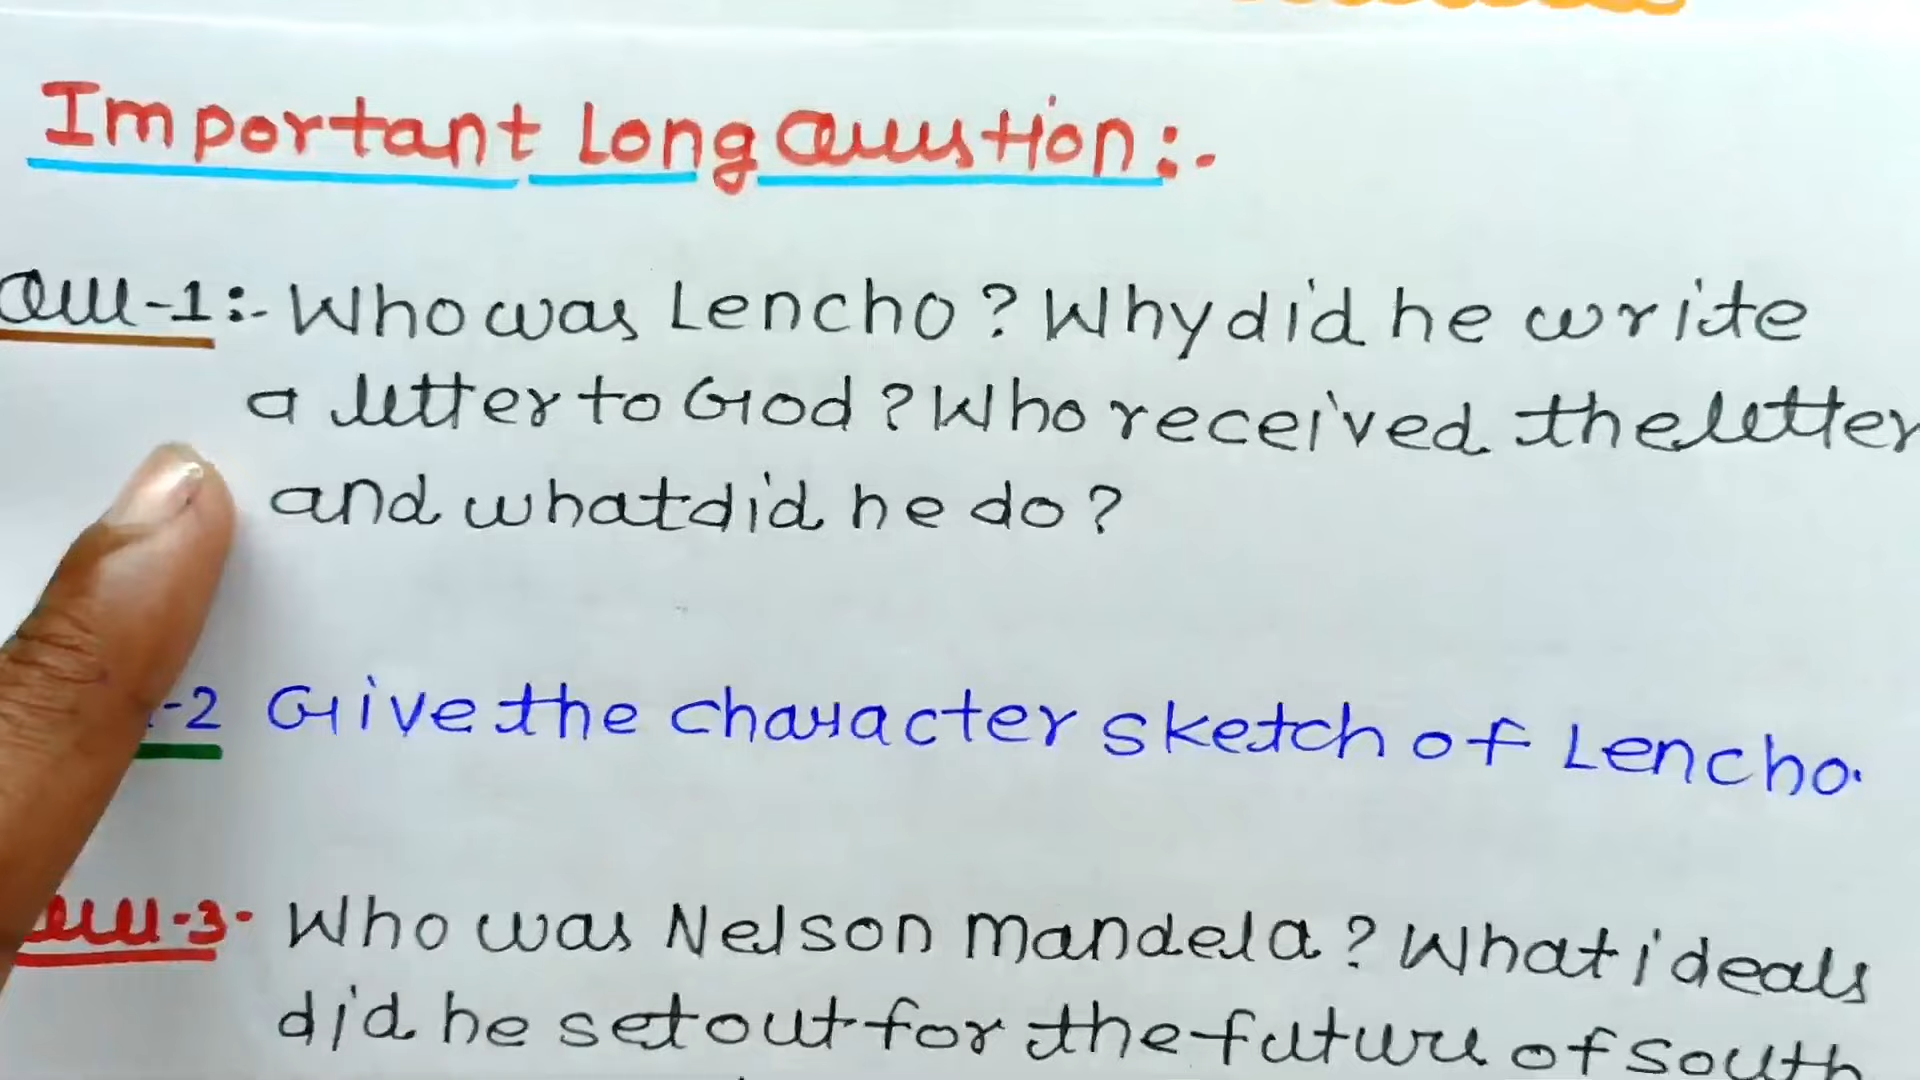 Important Long Question:-
Que-1:- Who was Lencho? Why did he write
a letter to God? Who received the letter
and what did he do?
-2 Give the character sketch of Lencho.
Que-3- Who was Nelson Mandela? What ideals
did he set out for the future of South